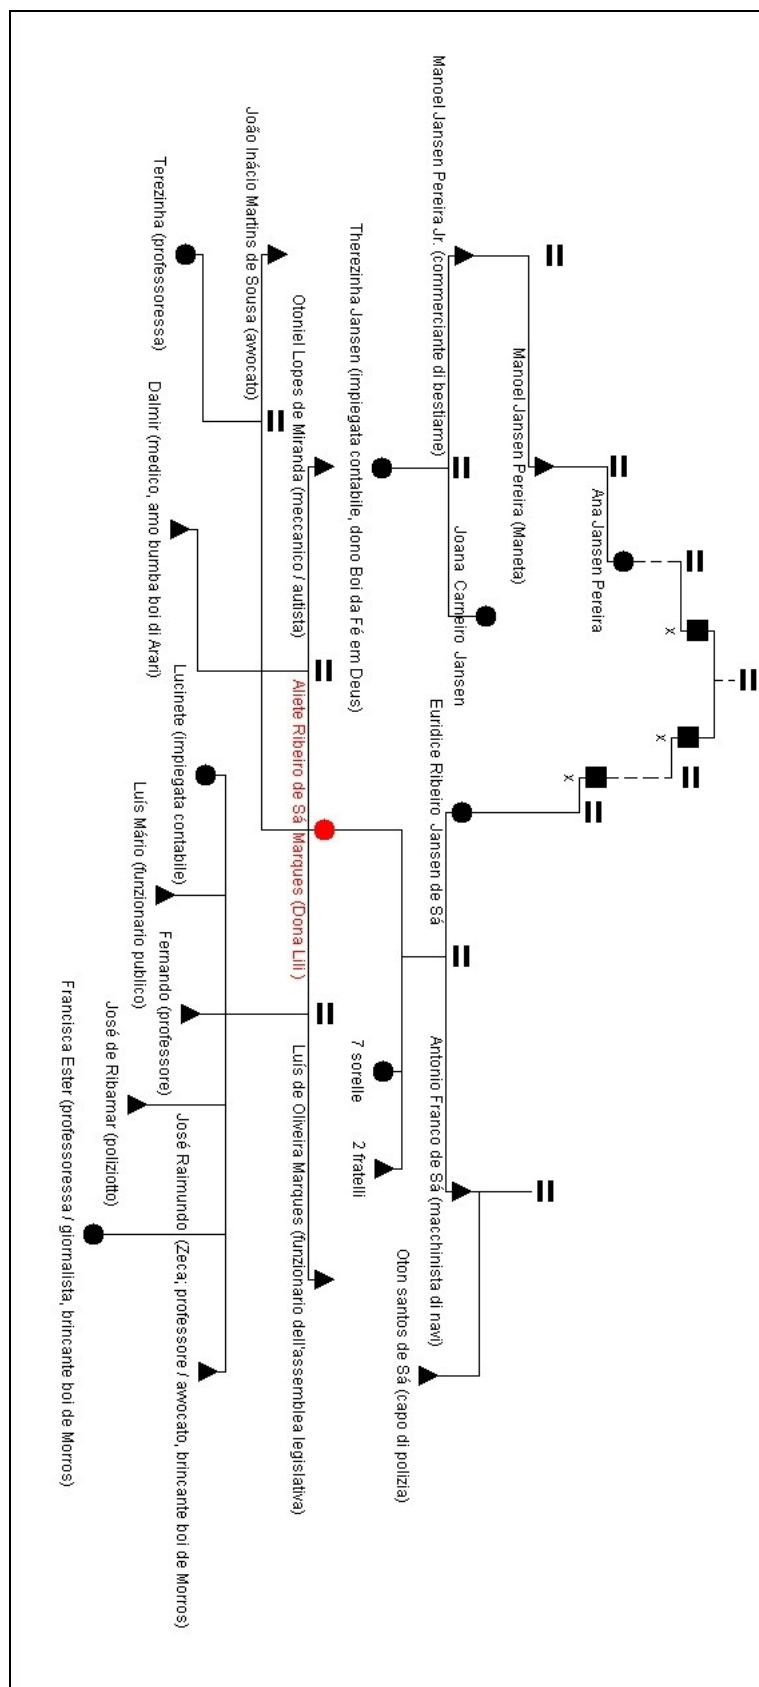 x
x
x
Ana Jansen Pereira
Manoel Jansen Pereira (Maneta)
Manoel Jansen Pereira Jr. (commerciante di bestiame)
Joana Carneiro Jansen
Euridice Ribeiro Jansen de Sá
Antonio Franco de Sá (macchinista di navi)
Oton santos de Sá (capo di polizia)
Therezinha Jansen (impiegata contabile, dono Boi da Fé em Deus)
7 sorelle
2 fratelli
Otoniel Lopes de Miranda (meccanico / autista)
Aliete Ribeiro de Sá Marques (Dona Lili )
Luís de Oliveira Marques (funzionario dell'assemblea legislativa)
João Inácio Martins de Sousa (avvocato)
Terezinha (professoressa)
Dalmir (medico, amo bumba boi di Arari)
Lucinete (impiegata contabile)
Luís Mário (funzionario publico)
Fernando (professore)
José de Ribamar (poliziotto)
José Raimundo (Zeca; professore / avvocato, brincante boi de Morros)
Francisca Ester (professoressa / giornalista, brincante boi de Morros)